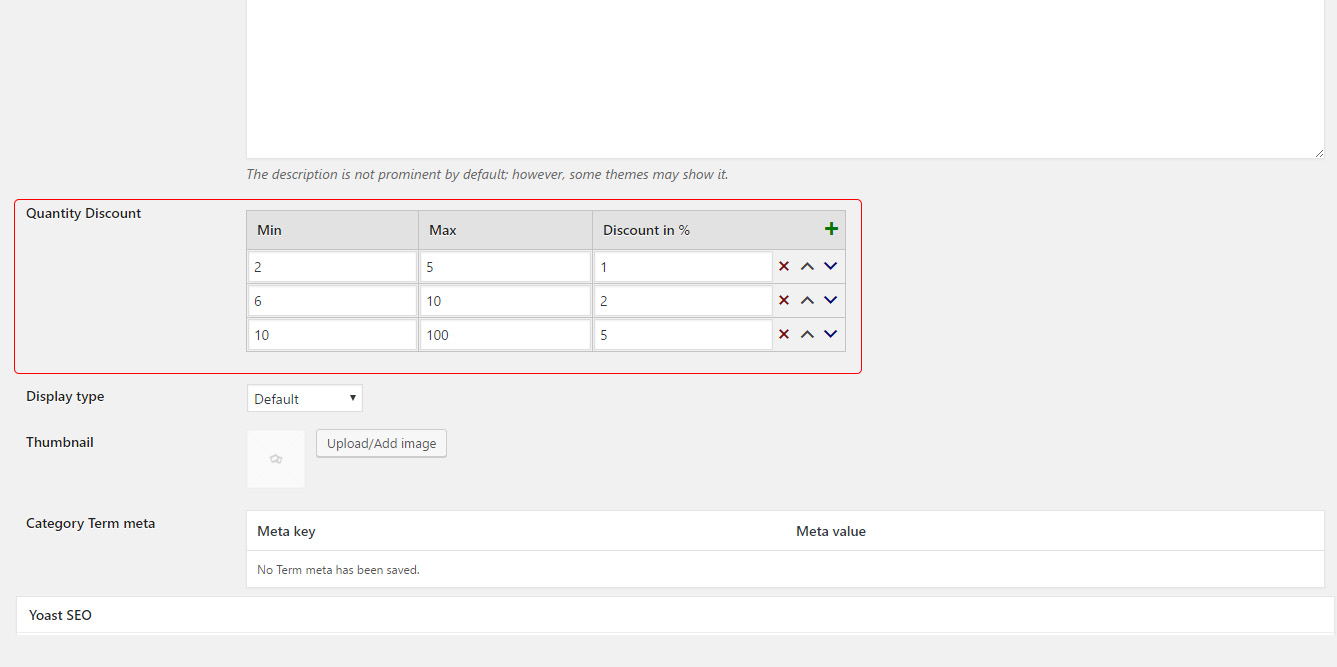 The description is not prominent by default; however, some themes may show it.
Quantity Discount
Min Max Discount in %
2 5 1
6 10 2
10 100 5
Display type Default
Thumbnail Upload/Add image
Category Term meta
Meta key Meta value
No Term meta has been saved.
Yoast SEO